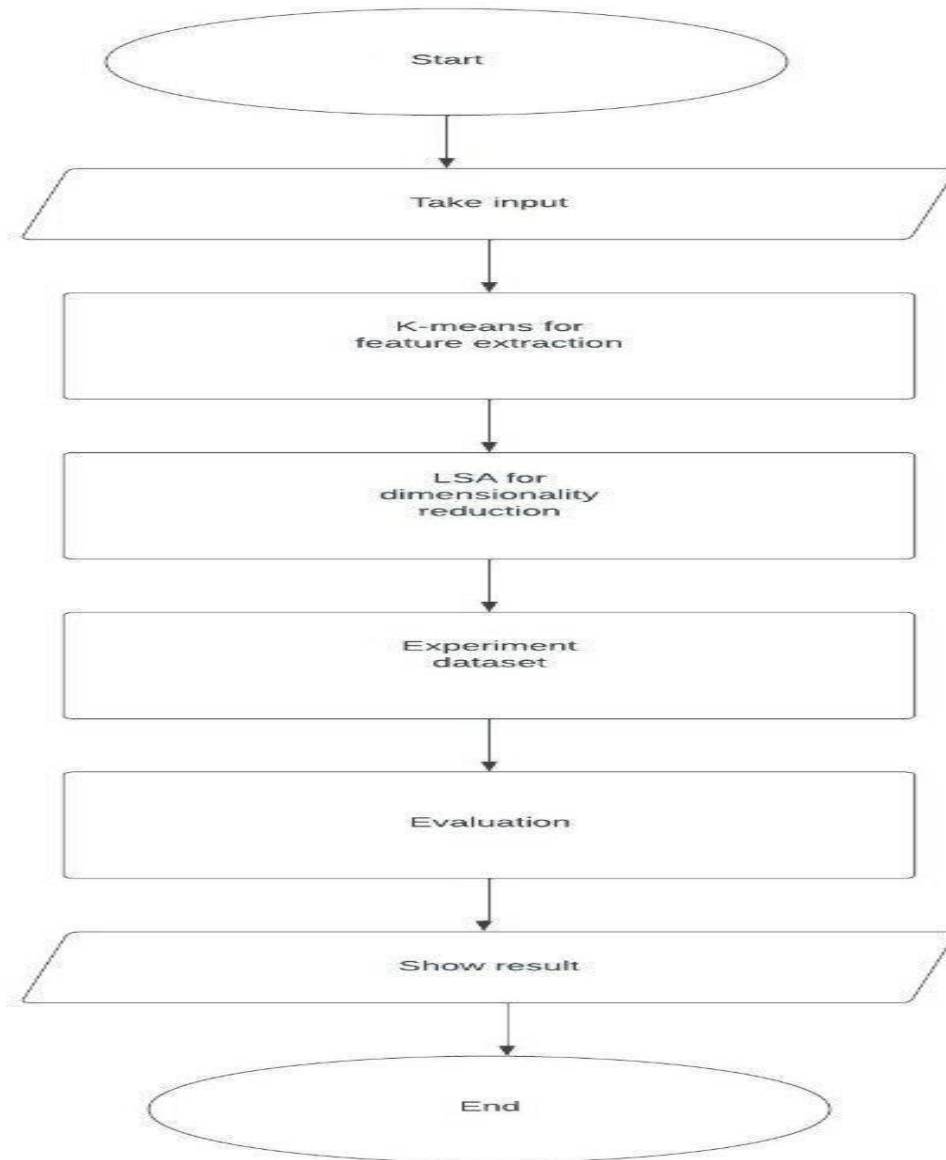 Start
Take input
K-means for
feature extraction
LSA for
dimensionality
reduction
Experiment
dataset
Evaluation
Show result
End